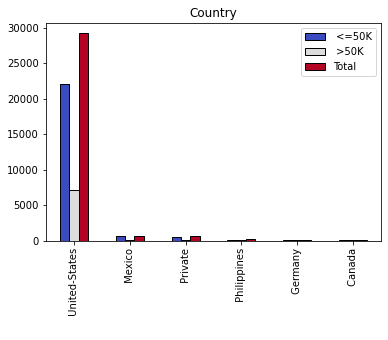 Country
30000
25000
20000
15000
10000
5000
0
<=50K
>50K
Total
United-States
Mexico
Private
Philippines
Germany
Canada